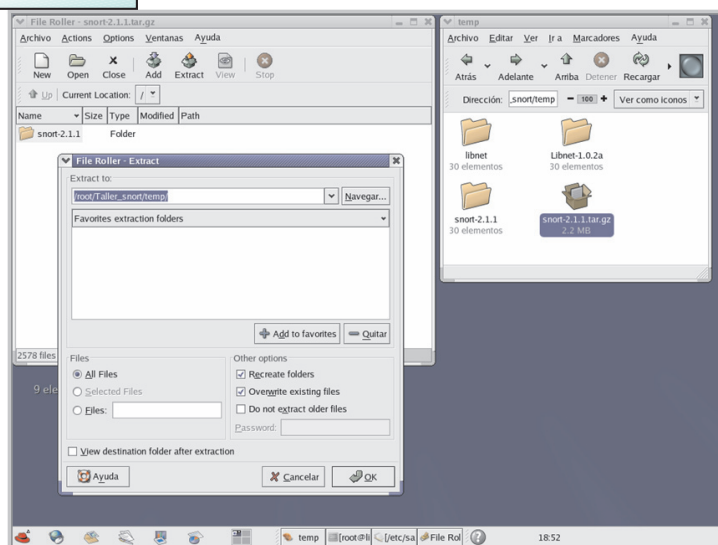 File Roller - snort-2.1.1.tar.gz
Archivo Actions Options Ventanas Ayuda
New Open Close Add Extract View Stop
Up Current Location: /
Name Size Type Modified Path
snort-2.1.1 Folder
2578 files
9 ele
File Roller - Extract
Extract to:
/root/Taller_snort/temp/ Navegar...
Favorites extraction folders
Add to favorites Quitar
Files
All Files
Selected Files
Files:
Other options
Recreate folders
Overwrite existing files
Do not extract older files
Password:
View destination folder after extraction
Ayuda Cancelar OK
temp
Archivo Editar Ver Ir a Marcadores Ayuda
Atrás Adelante Arriba Detener Recargar
Dirección: _snort/temp 100 Ver como iconos
libnet
30 elementos
Libnet-1.0.2a
30 elementos
snort-2.1.1
30 elementos
snort-2.1.1.tar.gz
2.2 MB
temp [root@li [/etc/sa File Rol 18:52